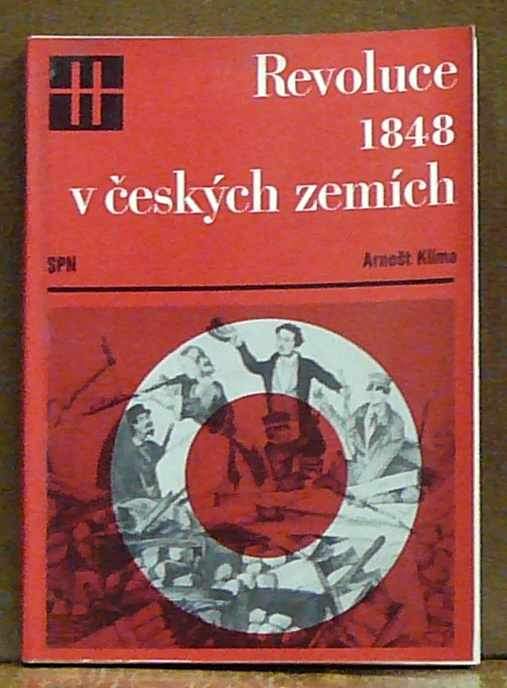 Revoluce
1848
v českých zemích
SPN
Arnošt Klíma